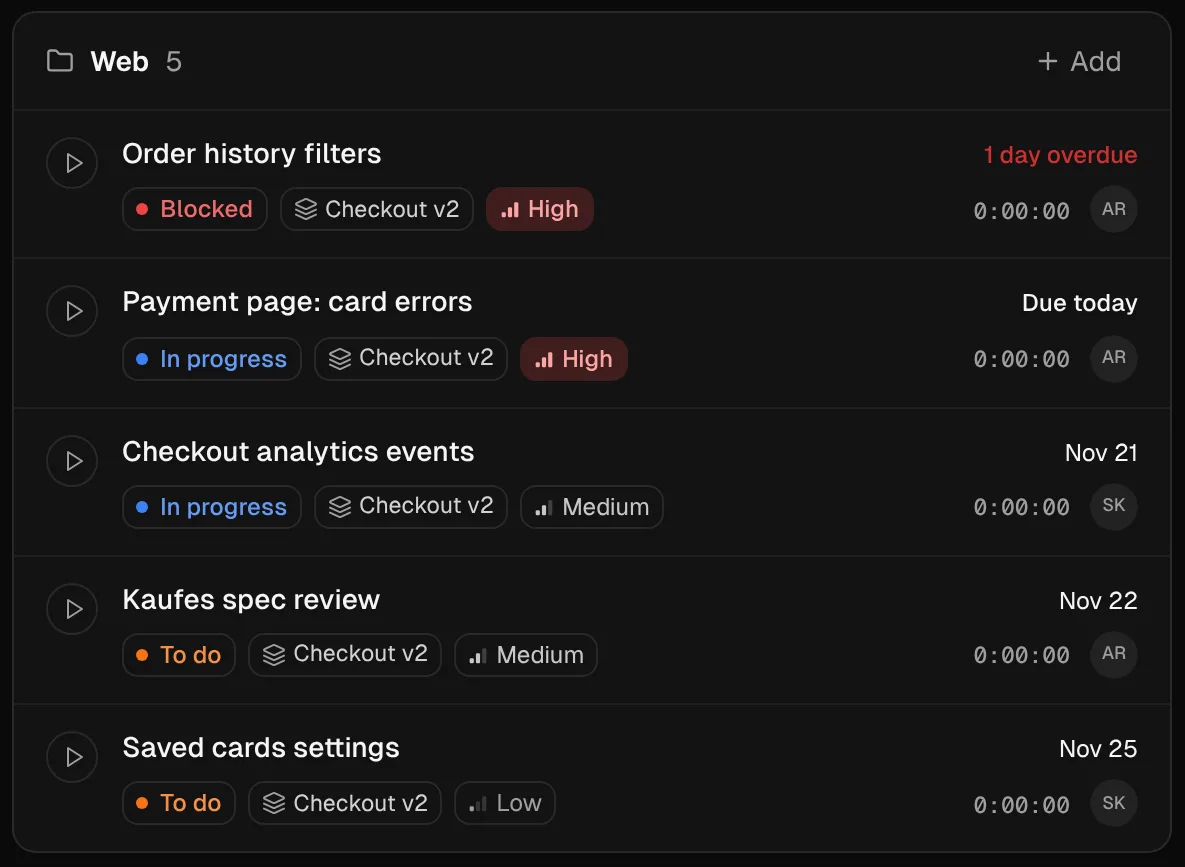 Web 5 + Add
Order history filters 1 day overdue
Blocked Checkout v2 High 0:00:00 AR
Payment page: card errors Due today
In progress Checkout v2 High 0:00:00 AR
Checkout analytics events Nov 21
In progress Checkout v2 Medium 0:00:00 SK
Kaufes spec review Nov 22
To do Checkout v2 Medium 0:00:00 AR
Saved cards settings Nov 25
To do Checkout v2 Low 0:00:00 SK